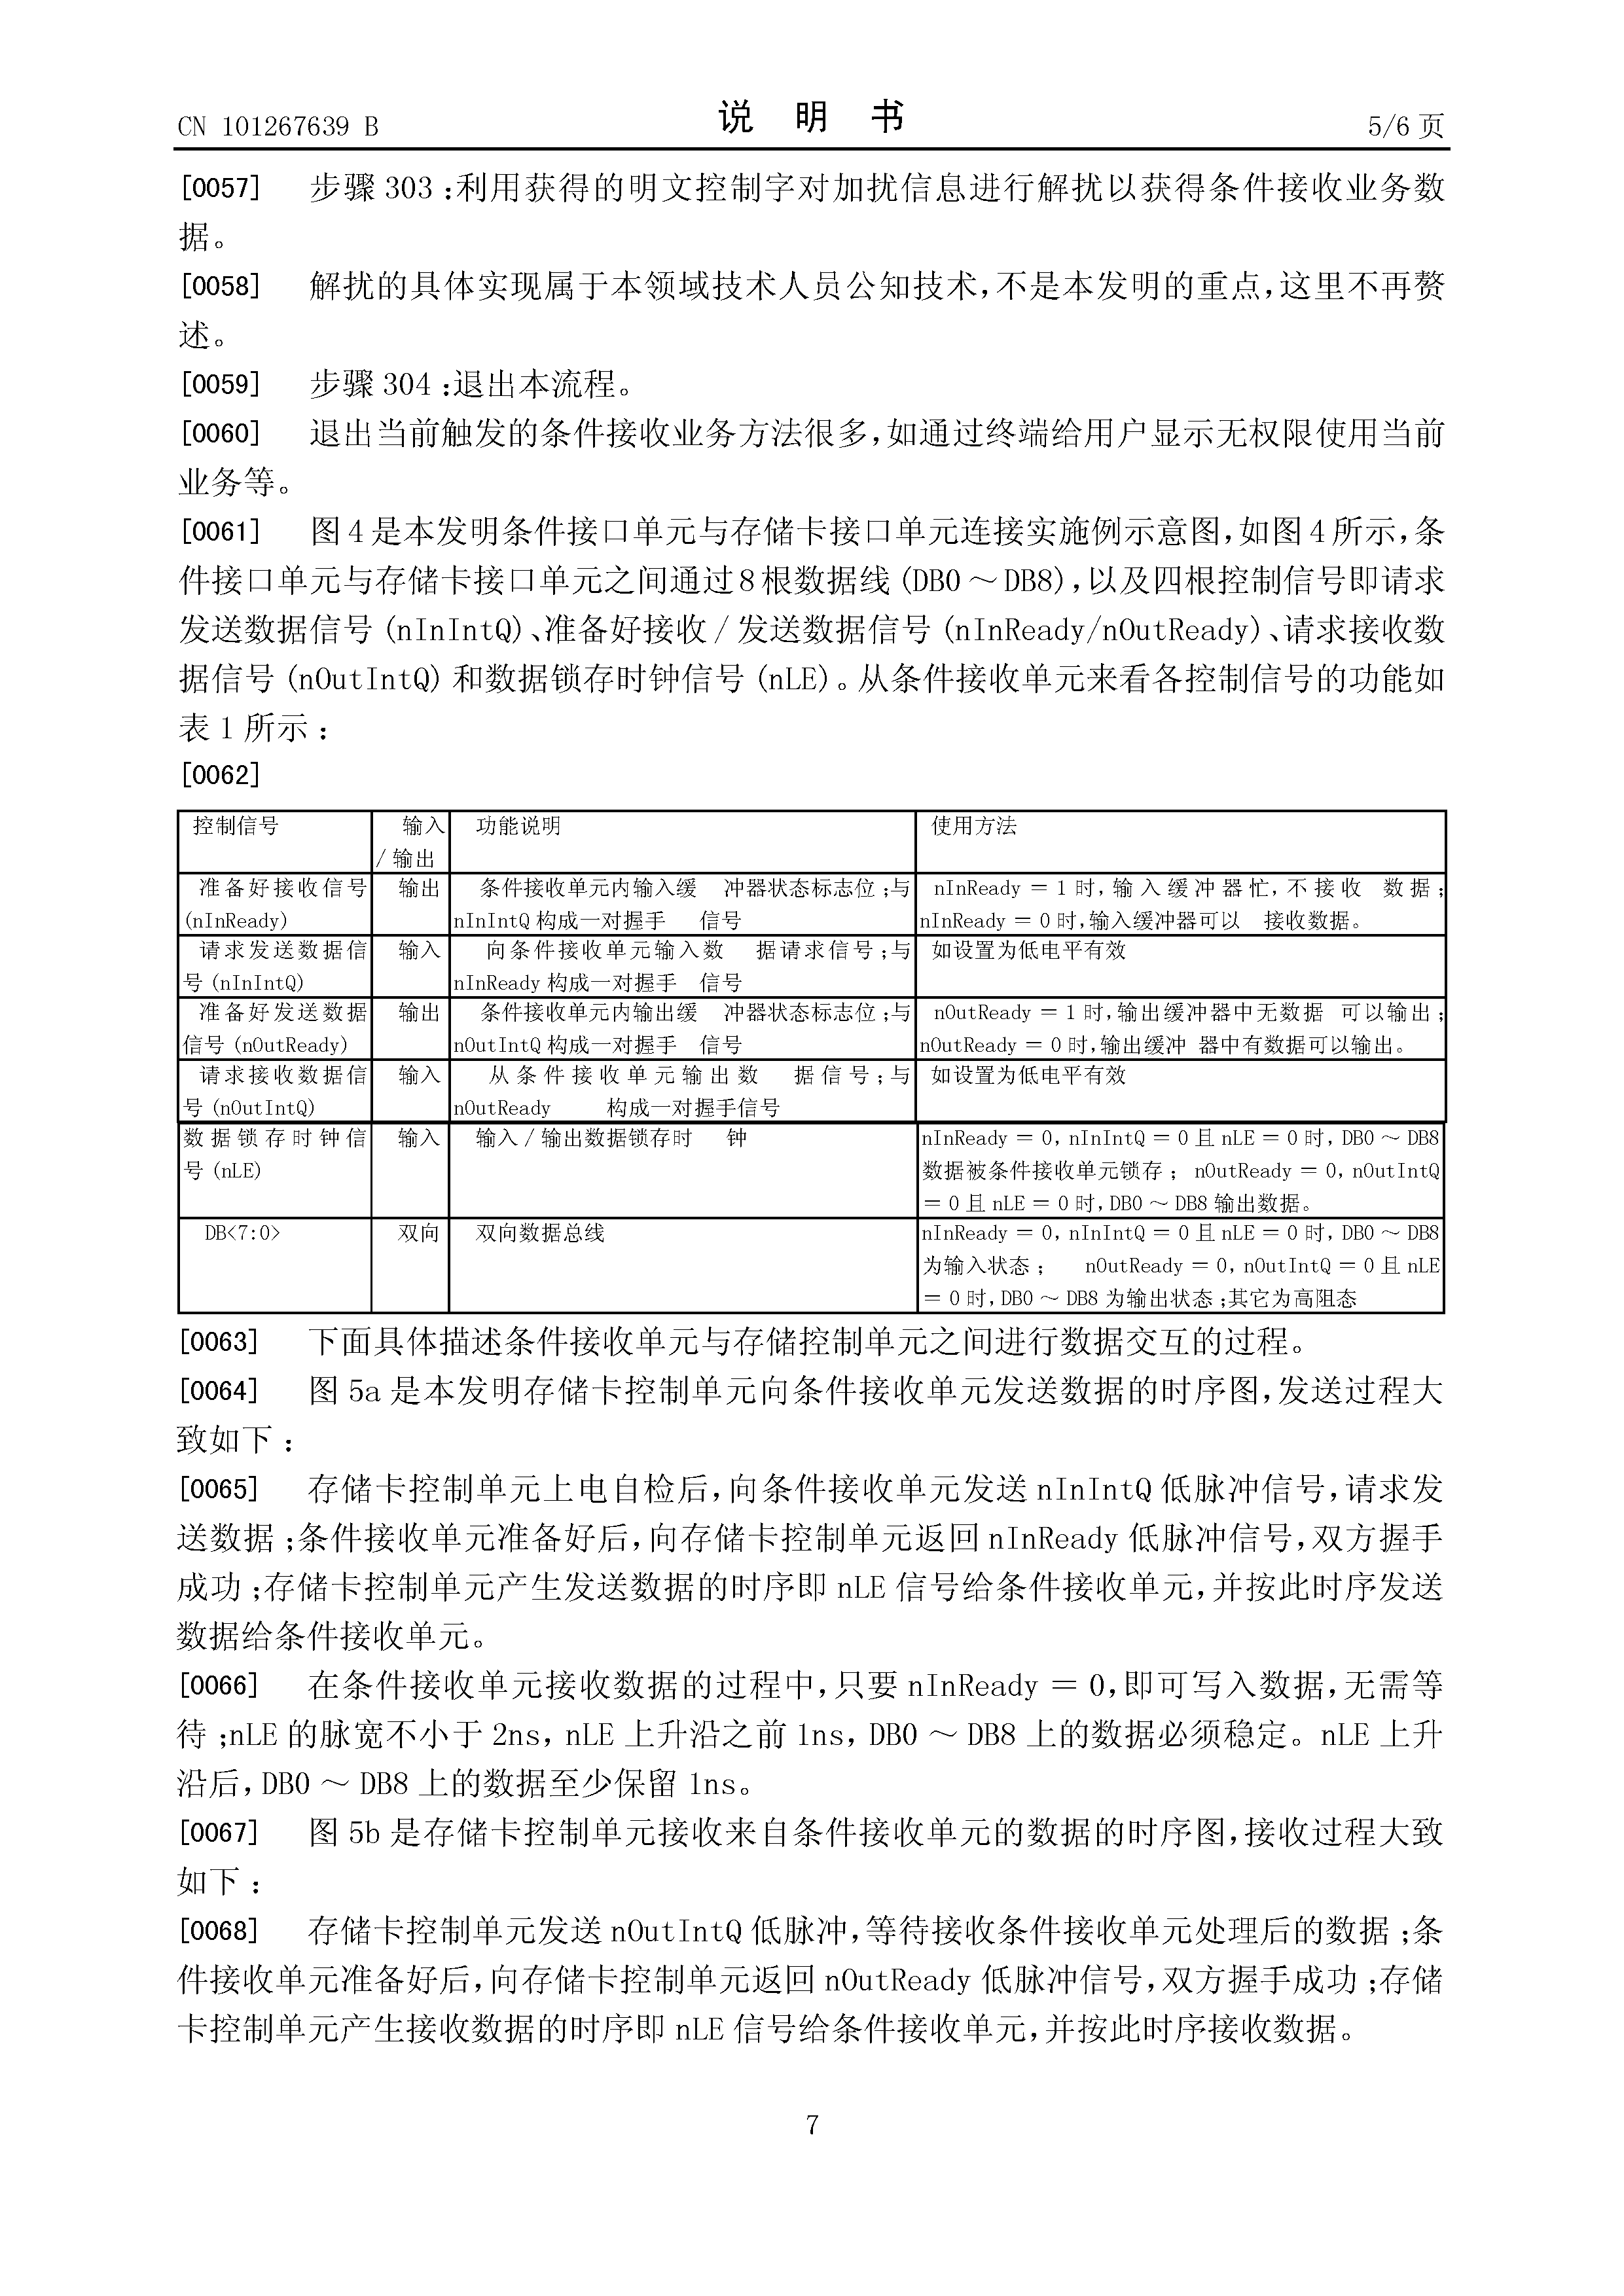 CN 101267639 B
说 明 书
5/6 页
[0057] 步骤 303 :利用获得的明文控制字对加扰信息进行解扰以获得条件接收业务数
据。
[0058] 解扰的具体实现属于本领域技术人员公知技术,不是本发明的重点,这里不再赘
述。
[0059] 步骤 304 :退出本流程。
[0060] 退出当前触发的条件接收业务方法很多,如通过终端给用户显示无权限使用当前
业务等。
[0061] 图 4 是本发明条件接口单元与存储卡接口单元连接实施例示意图,如图 4 所示,条
件接口单元与存储卡接口单元之间通过 8 根数据线 (DB0 ~ DB8),以及四根控制信号即请求
发送数据信号 (nInIntQ)、准备好接收 / 发送数据信号 (nInReady/nOutReady)、请求接收数
据信号 (nOutIntQ) 和数据锁存时钟信号 (nLE)。从条件接收单元来看各控制信号的功能如
表 1 所示 :
[0062]
控制信号 输入 功能说明 使用方法
/ 输出
准备好接收信号 输出 条件接收单元内输入缓 冲器状态标志位 ;与 nInReady = 1 时,输入缓冲器忙,不接收 数据 ;
(nInReady) nInIntQ 构成一对握手 信号 nInReady = 0 时,输入缓冲器可以 接收数据。
请求发送数据信 输入 向条件接收单元输入数 据请求信号 ;与 如设置为低电平有效
号 (nInIntQ) nInReady 构成一对握手 信号
准备好发送数据 输出 条件接收单元内输出缓 冲器状态标志位 ;与 nOutReady = 1 时,输出缓冲器中无数据 可以输出 ;
信号 (nOutReady) nOutIntQ 构成一对握手 信号 nOutReady = 0 时,输出缓冲 器中有数据可以输出。
请求接收数据信 输入 从条件接收单元输出数 据信号 ;与 如设置为低电平有效
号 (nOutIntQ) nOutReady 构成一对握手信号
数据锁存时钟信 输入 输入 / 输出数据锁存时 钟 nInReady = 0, nInIntQ = 0 且 nLE = 0 时, DB0 ~ DB8
号 (nLE) 数据被条件接收单元锁存 ; nOutReady = 0, nOutIntQ
= 0 且 nLE = 0 时,DB0 ~ DB8 输出数据。
DB<7:0> 双向 双向数据总线 nInReady = 0, nInIntQ = 0 且 nLE = 0 时, DB0 ~ DB8
为输入状态 ; nOutReady = 0, nOutIntQ = 0 且 nLE
= 0 时,DB0 ~ DB8 为输出状态 ;其它为高阻态
[0063] 下面具体描述条件接收单元与存储控制单元之间进行数据交互的过程。
[0064] 图 5a 是本发明存储卡控制单元向条件接收单元发送数据的时序图,发送过程大
致如下 :
[0065] 存储卡控制单元上电自检后,向条件接收单元发送 nInIntQ 低脉冲信号,请求发
送数据 ;条件接收单元准备好后,向存储卡控制单元返回 nInReady 低脉冲信号,双方握手
成功 ;存储卡控制单元产生发送数据的时序即 nLE 信号给条件接收单元,并按此时序发送
数据给条件接收单元。
[0066] 在条件接收单元接收数据的过程中,只要 nInReady = 0,即可写入数据,无需等
待 ;nLE 的脉宽不小于 2ns, nLE 上升沿之前 1ns, DB0 ~ DB8 上的数据必须稳定。nLE 上升
沿后,DB0 ~ DB8 上的数据至少保留 1ns。
[0067] 图 5b 是存储卡控制单元接收来自条件接收单元的数据的时序图,接收过程大致
如下 :
[0068] 存储卡控制单元发送 nOutIntQ 低脉冲,等待接收条件接收单元处理后的数据 ;条
件接收单元准备好后,向存储卡控制单元返回 nOutReady 低脉冲信号,双方握手成功 ;存储
卡控制单元产生接收数据的时序即 nLE 信号给条件接收单元,并按此时序接收数据。
7